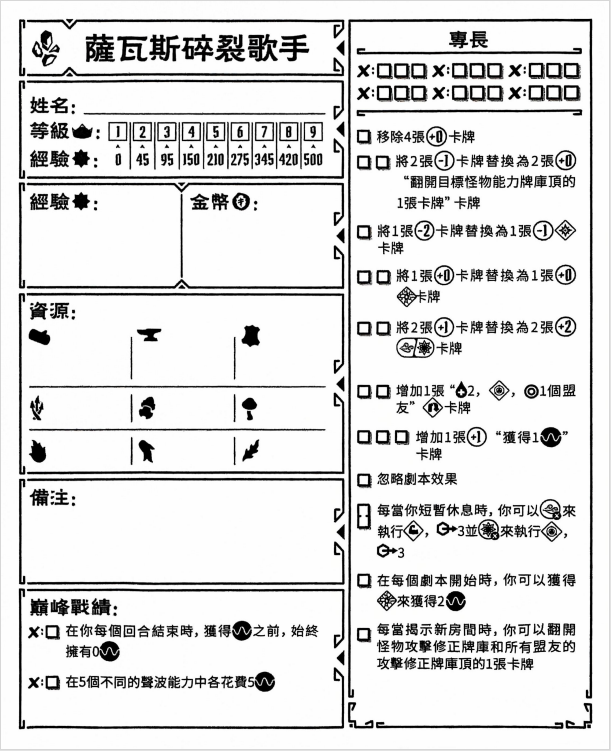 薩瓦斯碎裂歌手
姓名:
等級: 1 2 3 4 5 6 7 8 9
經驗: 0 45 95 150 210 275 345 420 500
經驗:
金幣:
資源:
備注:
巔峰戰績:
x: 在你每個回合結束時,獲得之前,始終
擁有0
x: 在5個不同的聲波能力中各花費5
專長
x: x: x:
x: x: x:
移除4張+0卡牌
將2張-1卡牌替換為2張+0
“翻開目標怪物能力牌庫頂的
1張卡牌”卡牌
將1張-2卡牌替換為1張-1
卡牌
將1張+0卡牌替換為1張+0
卡牌
將2張+1卡牌替換為2張+2
卡牌
增加1張“2, , 1個盟
友”卡牌
增加1張+1“獲得1”
卡牌
忽略劇本效果
每當你短暫休息時,你可以來
執行, 3並來執行,
3
在每個劇本開始時,你可以獲得
來獲得2
每當揭示新房間時,你可以翻開
怪物攻擊修正牌庫和所有盟友的
攻擊修正牌庫頂的1張卡牌